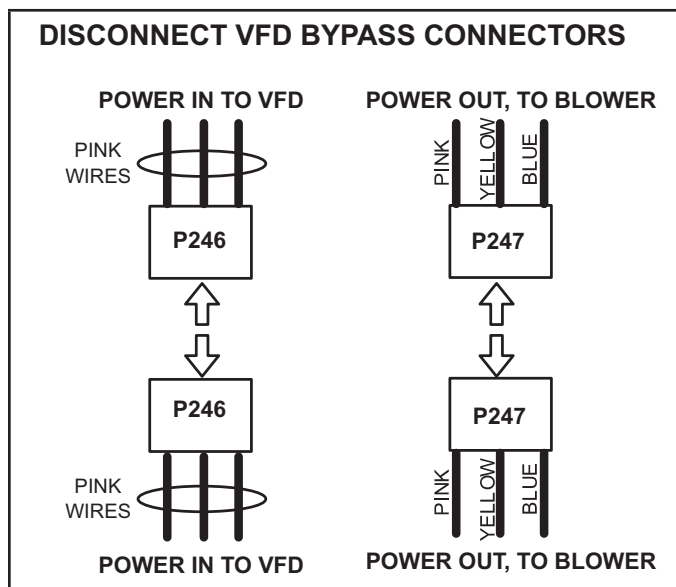 DISCONNECT VFD BYPASS CONNECTORS
POWER IN TO VFD
PINK
WIRES
P246
P246
PINK
WIRES
POWER IN TO VFD
POWER OUT, TO BLOWER
PINK
YELLOW
BLUE
P247
P247
PINK
YELLOW
BLUE
POWER OUT, TO BLOWER